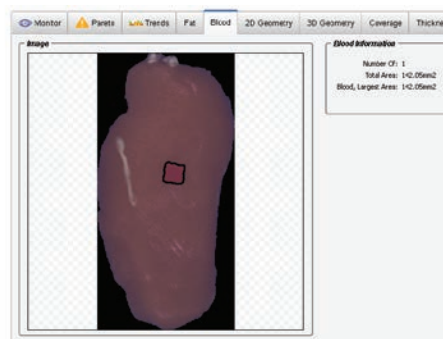 Monitor Pareto Trends Fat Blood 2D Geometry 3D Geometry Coverage Thickne
Image
Blood Information
Number Of: 1
Total Area: 142.05mm2
Blood, Largest Area: 142.05mm2